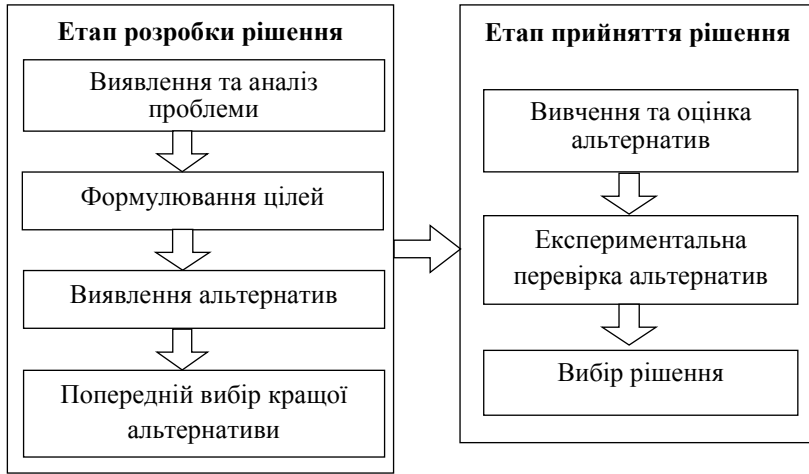 Етап розробки рішення
Виявлення та аналіз
проблеми
Формулювання цілей
Виявлення альтернатив
Попередній вибір кращої
альтернативи
Етап прийняття рішення
Вивчення та оцінка
альтернатив
Експериментальна
перевірка альтернатив
Вибір рішення